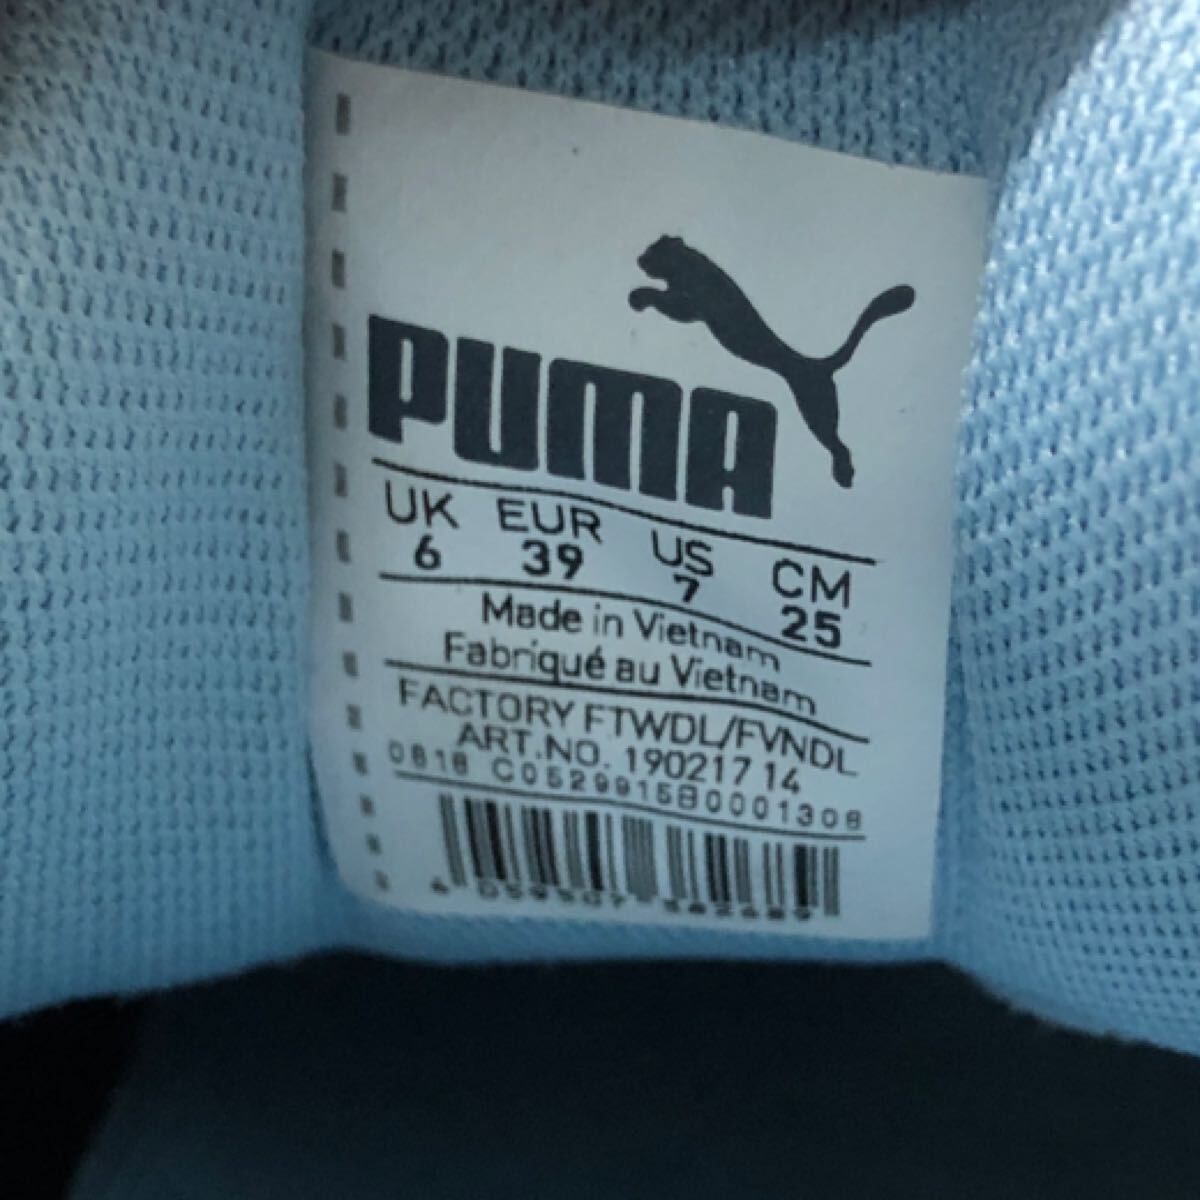 PUMA
UK EUR US CM
6 39 7 25
Made in Vietnam
Fabriqué au Vietnam
FACTORY FTWDL/FVNDL
ART.NO. 190217 14
0818 C0529915B0001308